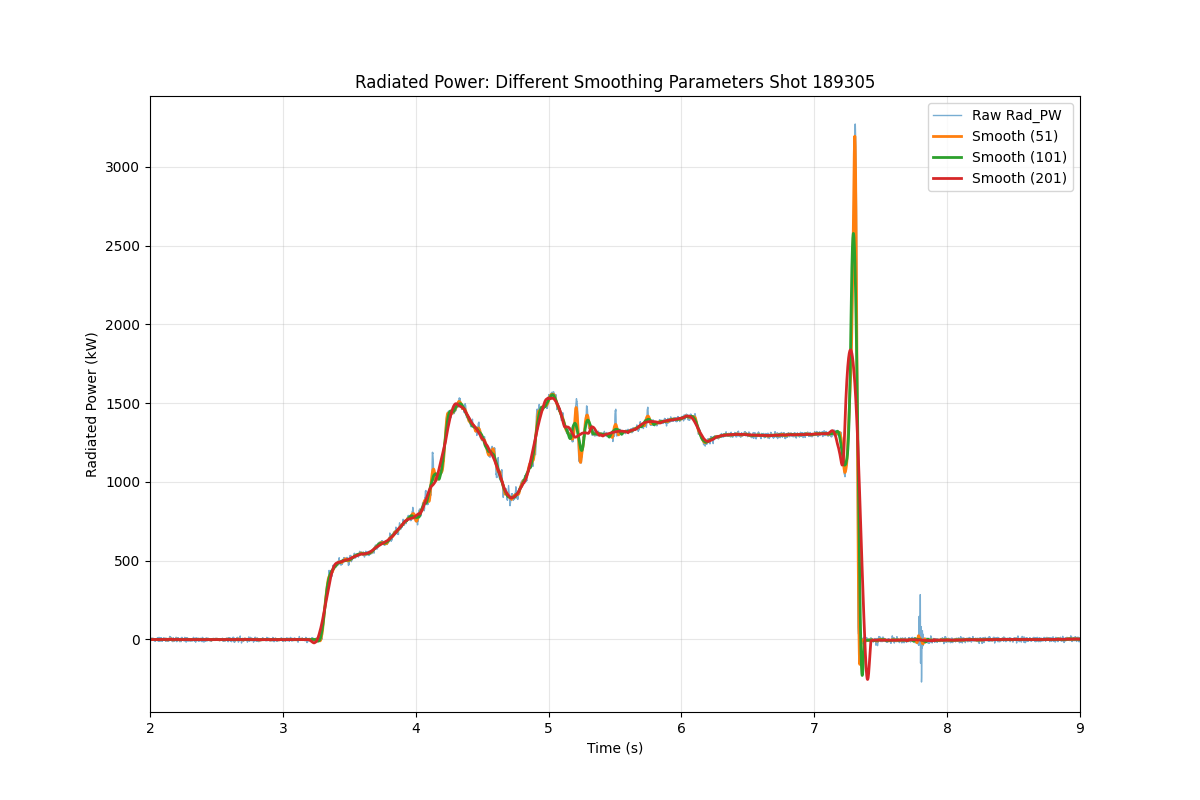 Radiated Power: Different Smoothing Parameters Shot 189305
Raw Rad_PW
Smooth (51)
Smooth (101)
Smooth (201)
Radiated Power (kW)
3000
2500
2000
1500
1000
500
0
2 3 4 5 6 7 8 9
Time (s)